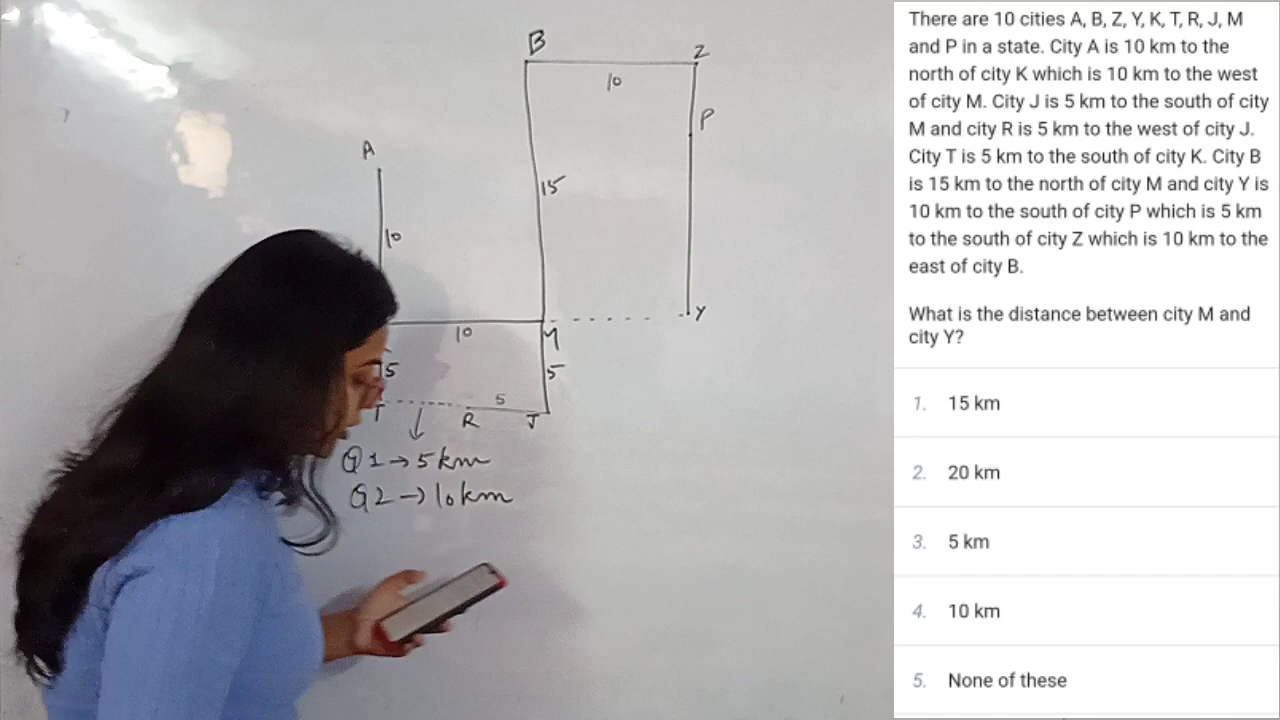 B
Z
10
P
A
15
10
Y
10
M
5
5
5
T
R
J
Q1→5km
Q2→10km
There are 10 cities A, B, Z, Y, K, T, R, J, M
and P in a state. City A is 10 km to the
north of city K which is 10 km to the west
of city M. City J is 5 km to the south of city
M and city R is 5 km to the west of city J.
City T is 5 km to the south of city K. City B
is 15 km to the north of city M and city Y is
10 km to the south of city P which is 5 km
to the south of city Z which is 10 km to the
east of city B.
What is the distance between city M and
city Y?
1. 15 km
2. 20 km
3. 5 km
4. 10 km
5. None of these